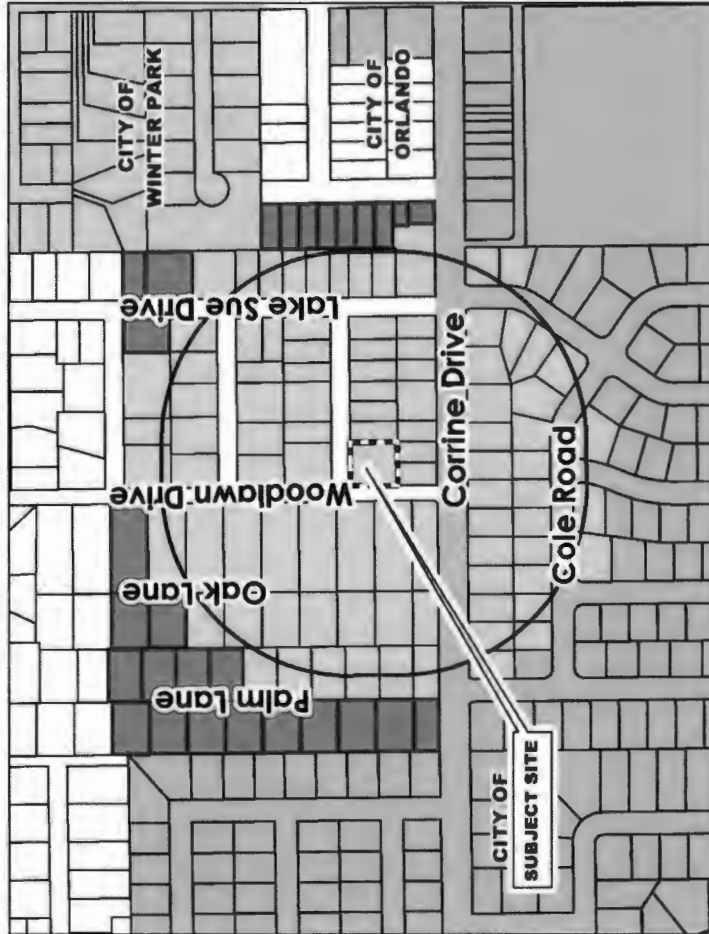 CITY OF
WINTER PARK
CITY OF
ORLANDO
Lake Sue Drive
Corrine Drive
Woodlawn Drive
Cole Road
Oak Lane
Palm Lane
CITY OF
SUBJECT SITE